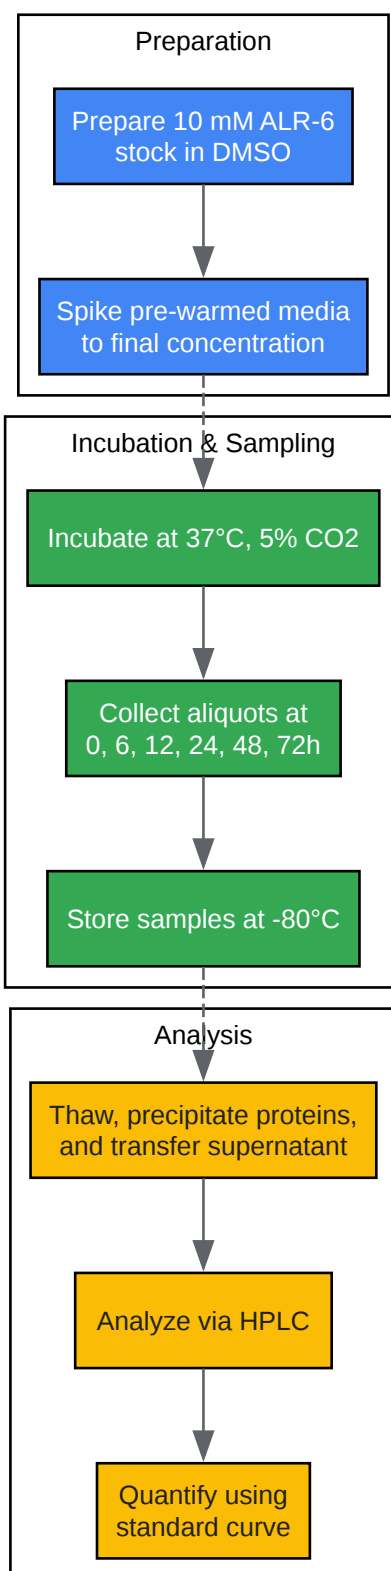 Preparation
Prepare 10 mM ALR-6
stock in DMSO
Spike pre-warmed media
to final concentration
Incubation & Sampling
Incubate at 37°C, 5% CO2
Collect aliquots at
0, 6, 12, 24, 48, 72h
Store samples at -80°C
Analysis
Thaw, precipitate proteins,
and transfer supernatant
Analyze via HPLC
Quantify using
standard curve